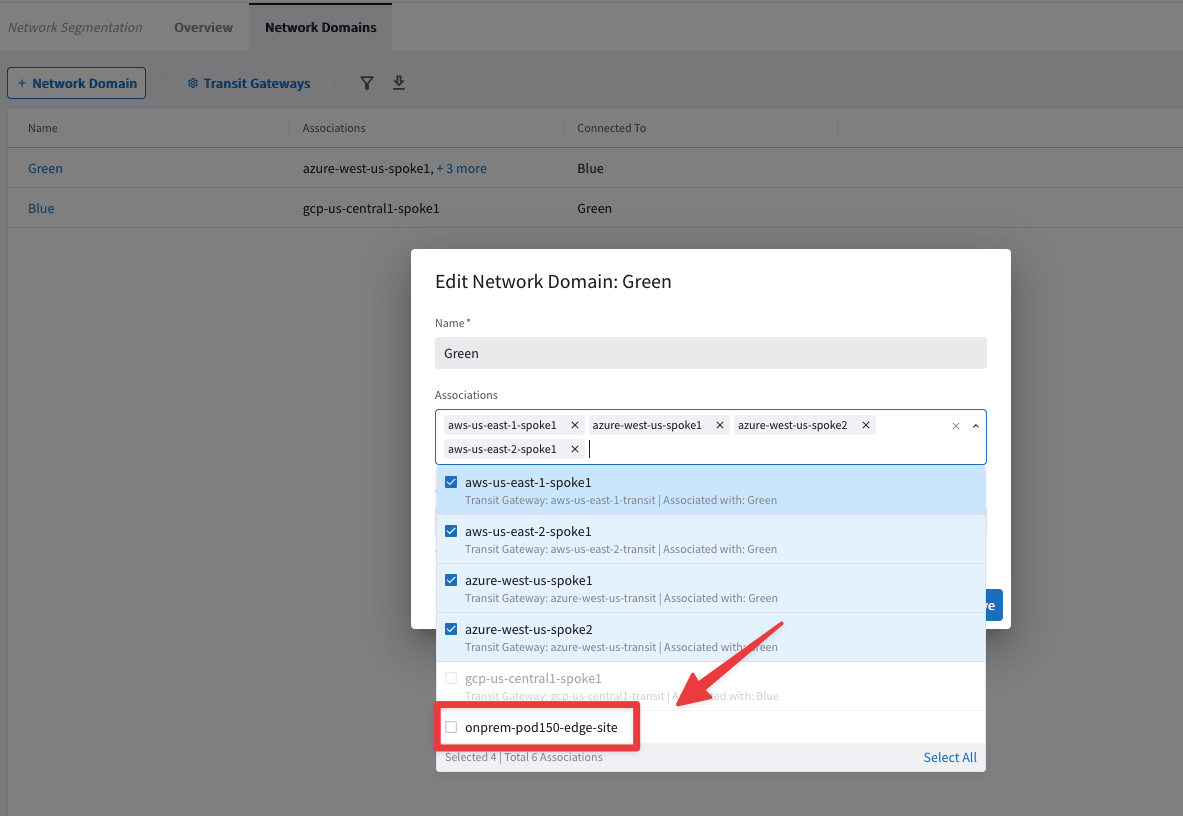 Network Segmentation Overview Network Domains
+ Network Domain Transit Gateways
Name Associations Connected To
Green azure-west-us-spoke1, + 3 more Blue
Blue gcp-us-central1-spoke1 Green
Edit Network Domain: Green
Name*
Green
Associations
aws-us-east-1-spoke1 × azure-west-us-spoke1 × azure-west-us-spoke2 ×
aws-us-east-2-spoke1 ×
aws-us-east-1-spoke1
Transit Gateway: aws-us-east-1-transit | Associated with: Green
aws-us-east-2-spoke1
Transit Gateway: aws-us-east-2-transit | Associated with: Green
azure-west-us-spoke1
Transit Gateway: azure-west-us-transit | Associated with: Green
azure-west-us-spoke2
Transit Gateway: azure-west-us-transit | Associated with: Green
gcp-us-central1-spoke1
Transit Gateway: gcp-us-central1-transit | with: Blue
onprem-pod150-edge-site
Selected 4 | Total 6 Associations Select All